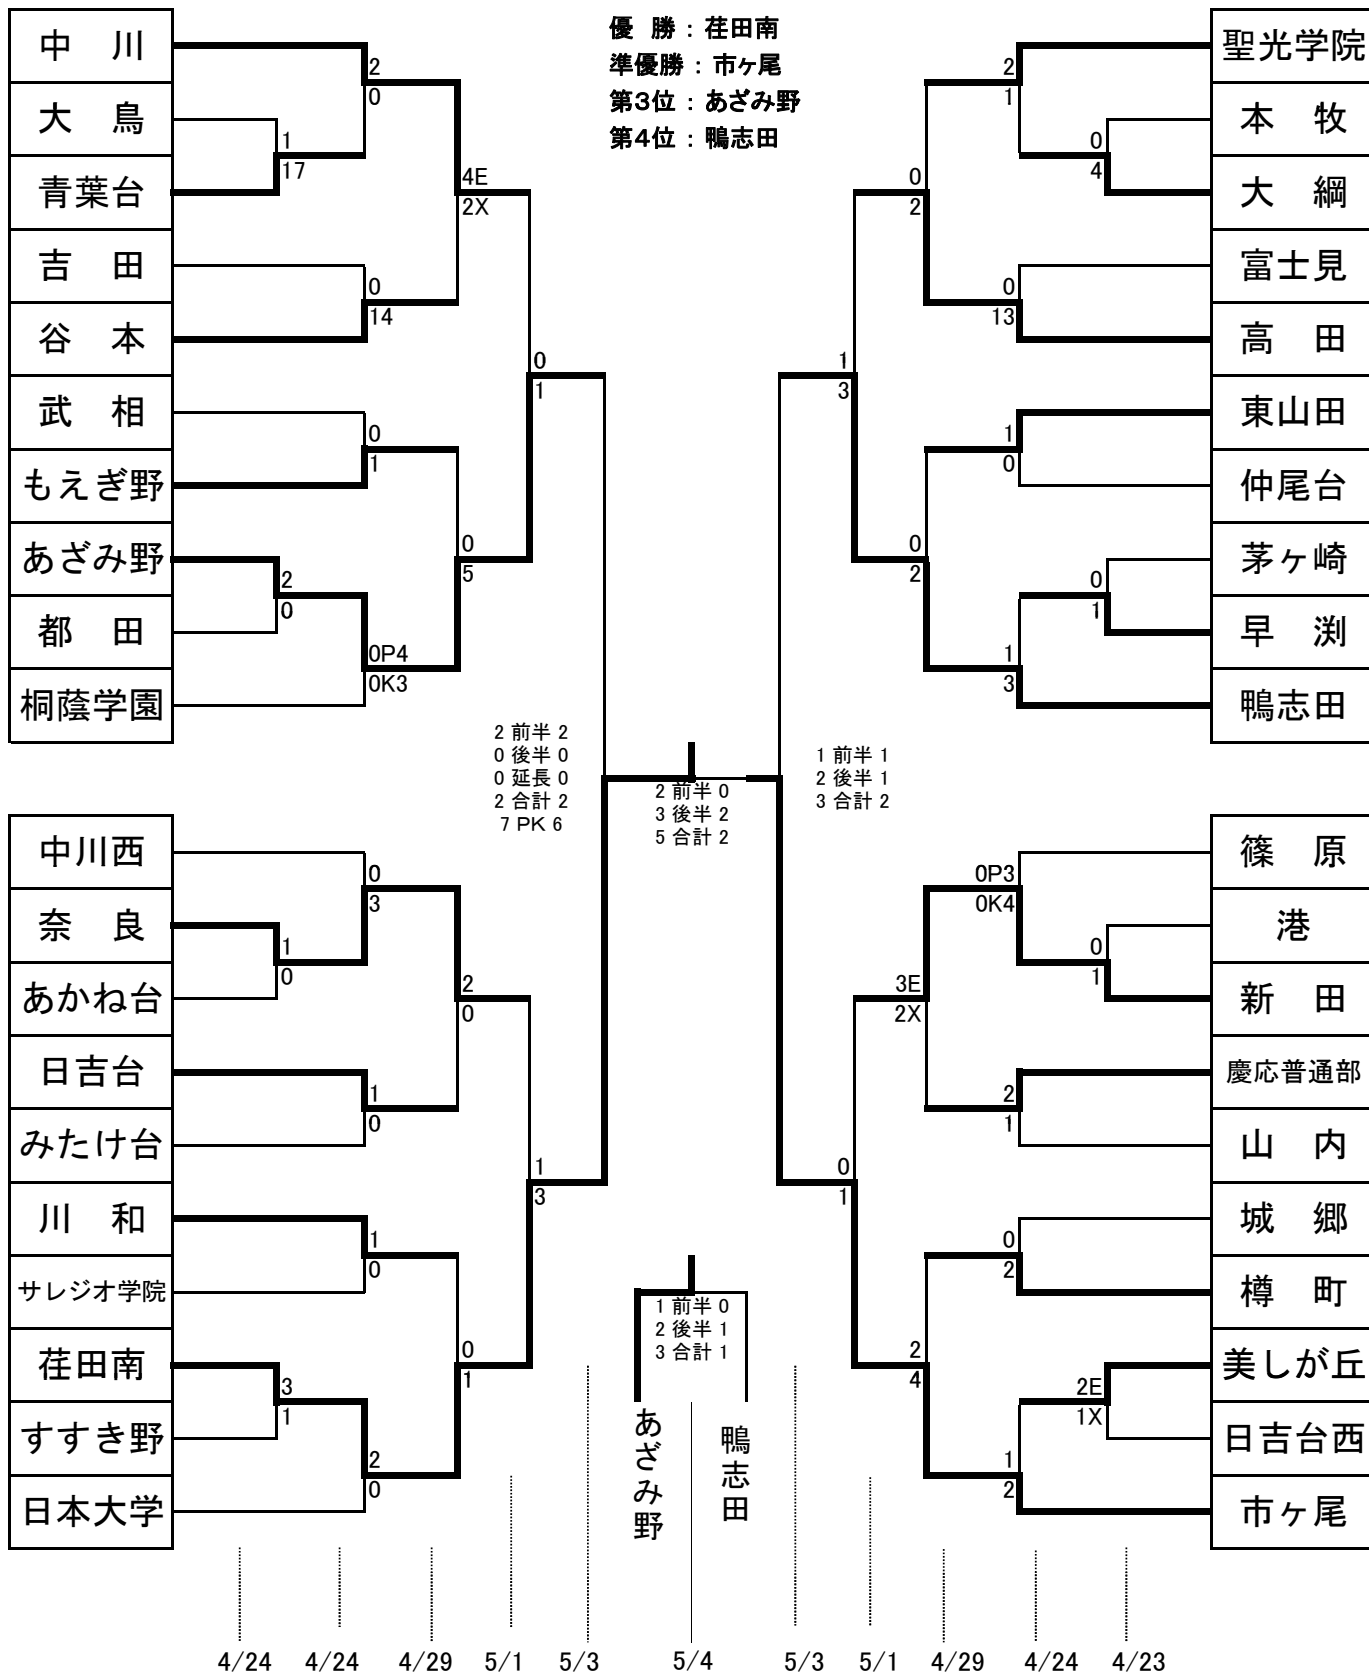 優 勝 : 荏田南
準優勝 : 市ヶ尾
第3位 : あざみ野
第4位 : 鴨志田
中 川
大 鳥
青葉台
吉 田
谷 本
武 相
もえぎ野
あざみ野
都 田
桐蔭学園
2
0
1
17
0
14
0
1
2
0
0P4
0K3
4E
2X
0
5
0
1
中川西
奈 良
あかね台
日吉台
みたけ台
川 和
サレジオ学院
荏田南
すすき野
日本大学
0
3
1
0
1
0
1
0
3
1
2
0
2
0
0
1
1
3
2 前半 2
0 後半 0
0 延長 0
2 合計 2
7 PK 6
2 前半 0
3 後半 2
5 合計 2
1 前半 1
2 後半 1
3 合計 2
1 前半 0
2 後半 1
3 合計 1
あざみ野
鴨志田
聖光学院
本 牧
大 綱
富士見
高 田
東山田
仲尾台
茅ヶ崎
早 渕
鴨志田
2
1
0
4
0
13
1
0
0
1
1
3
0
2
0
2
1
3
篠 原
港
新 田
慶応普通部
山 内
城 郷
樽 町
美しが丘
日吉台西
市ヶ尾
0P3
0K4
0
1
2
1
0
2
2E
1X
1
2
3E
2X
2
4
0
1
4/24 4/24 4/29 5/1 5/3 5/4 5/3 5/1 4/29 4/24 4/23